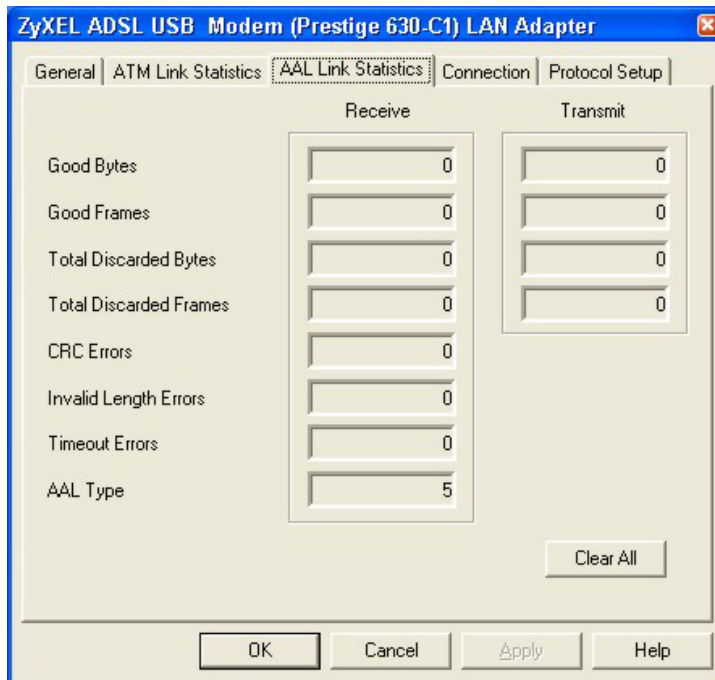 ZyXEL ADSL USB  Modem (Prestige 630-C1) LAN Adapter
General ATM Link Statistics AAL Link Statistics Connection Protocol Setup
Receive Transmit
Good Bytes 0 0
Good Frames 0 0
Total Discarded Bytes 0 0
Total Discarded Frames 0 0
CRC Errors 0
Invalid Length Errors 0
Timeout Errors 0
AAL Type 5
Clear All
OK Cancel Apply Help